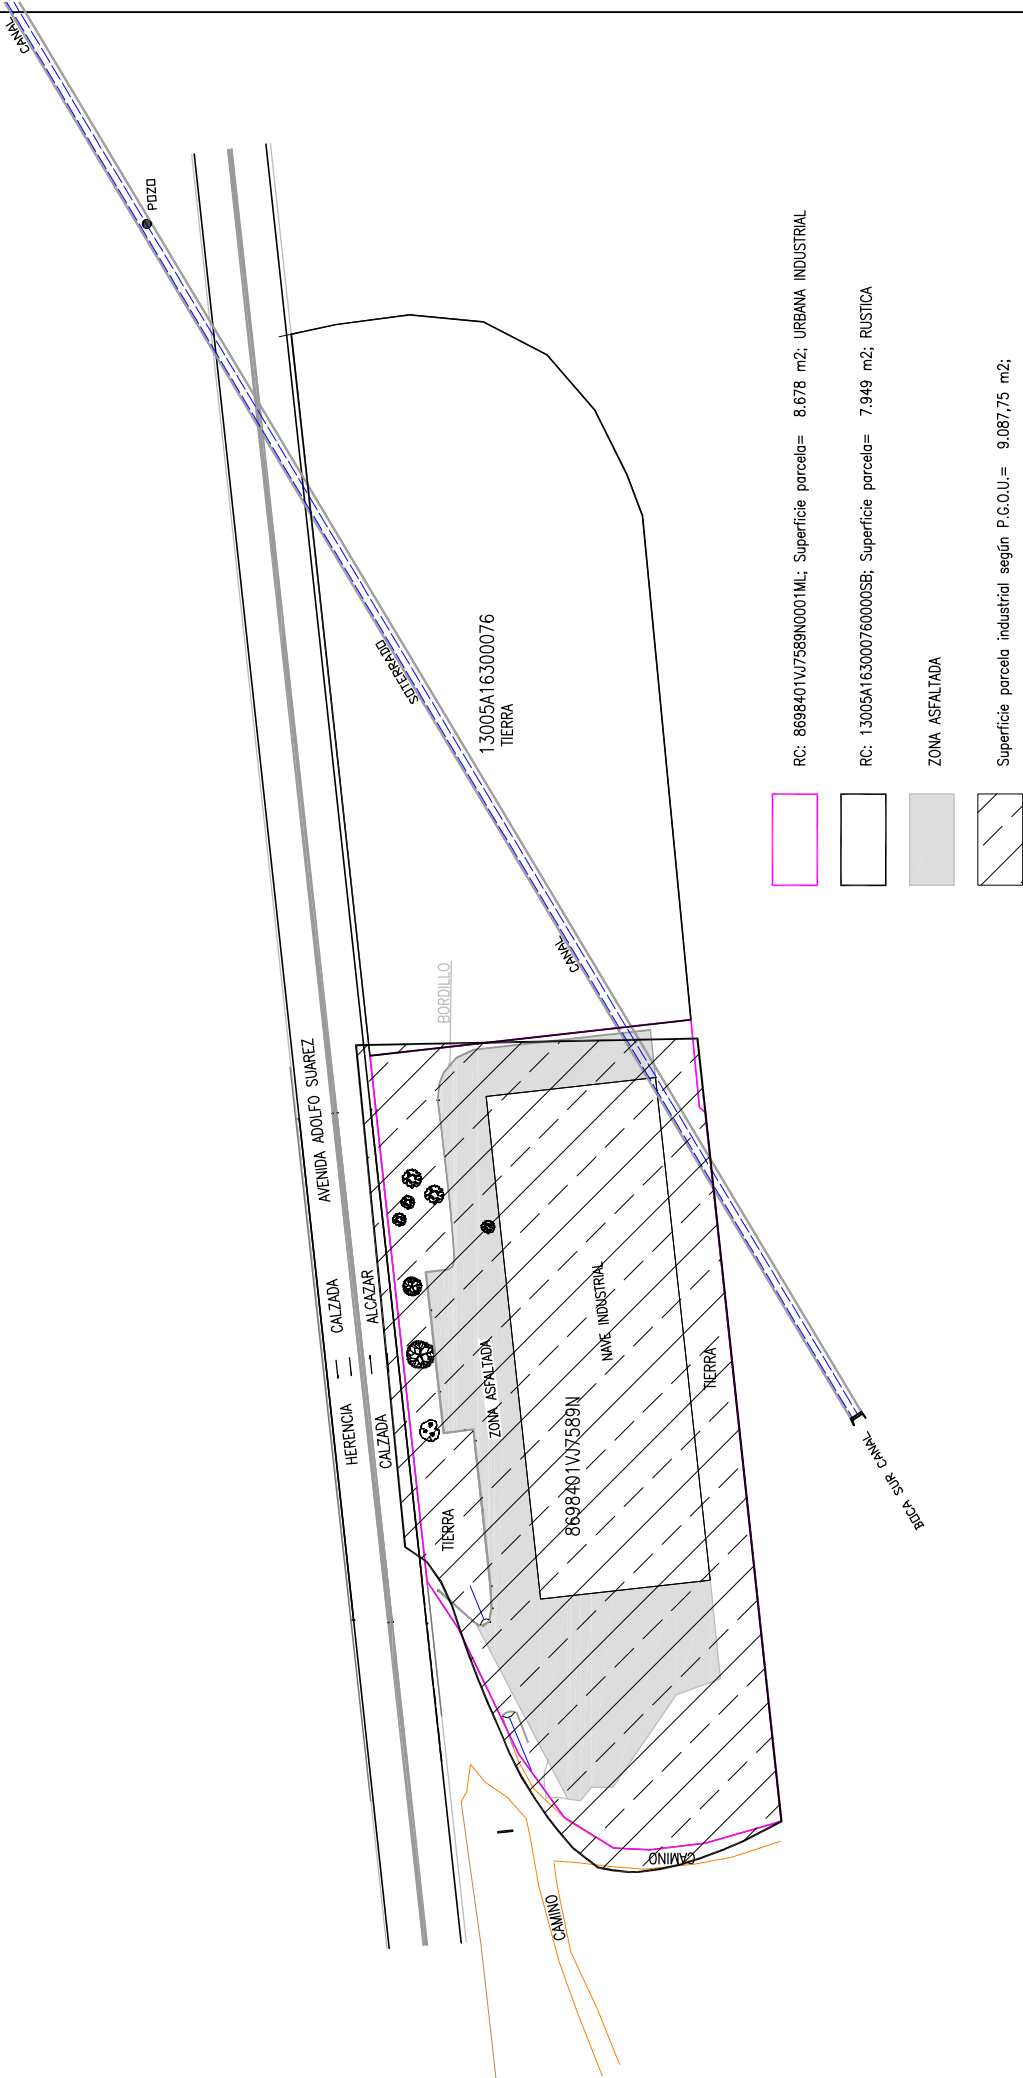 CANAL
POZO
SOTERRADO
13005A16300076
TIERRA
CANAL
BORDILLO
AVENIDA ADOLFO SUAREZ
CALZADA
ALCAZAR
HERENCIA
CALZADA
ZONA ASFALTADA
NAVE INDUSTRIAL
8698401VJ7589N
TIERRA
TIERRA
BOCA SUR CANAL
CAMINO
CAMINO
RC: 8698401VJ7589N0001ML; Superficie parcela= 8.678 m2; URBANA INDUSTRIAL
RC: 13005A163000760000SB; Superficie parcela= 7.949 m2; RUSTICA
ZONA ASFALTADA
Superficie parcela industrial según P.G.O.U.= 9.087,75 m2;